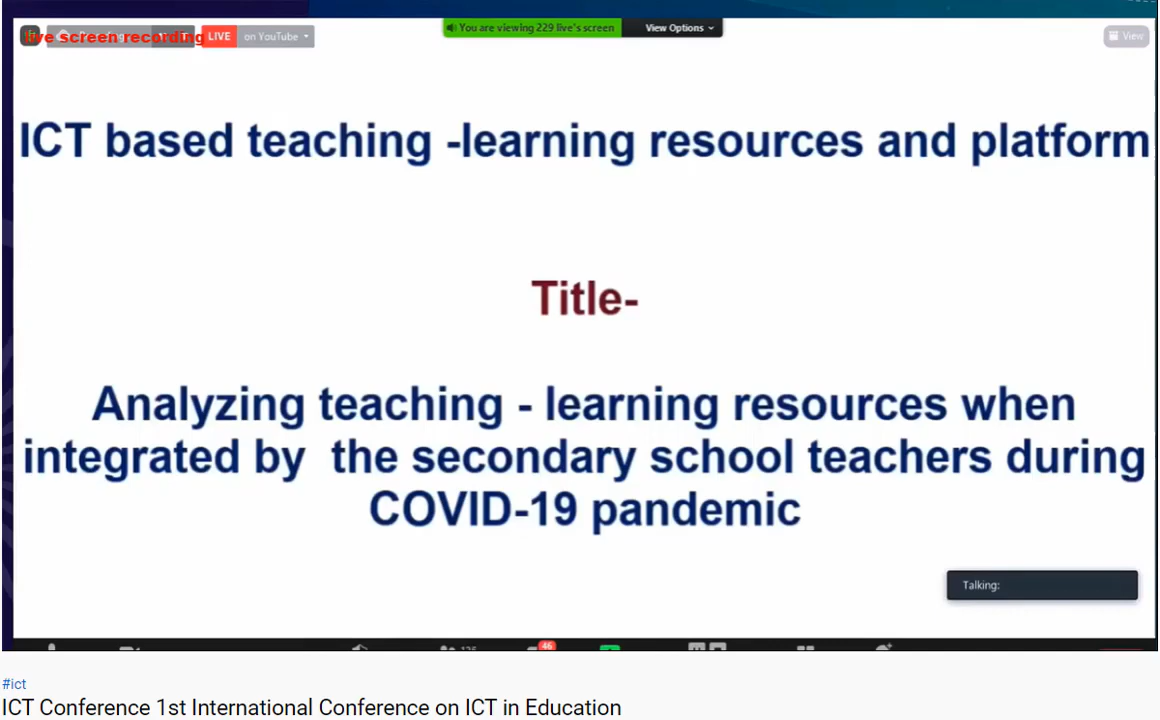 live screen recording
LIVE on YouTube
You are viewing 229 live's screen View Options
View
ICT based teaching -learning resources and platform
Title-
Analyzing teaching - learning resources when
integrated by the secondary school teachers during
COVID-19 pandemic
Talking:
46
#ict
ICT Conference 1st International Conference on ICT in Education